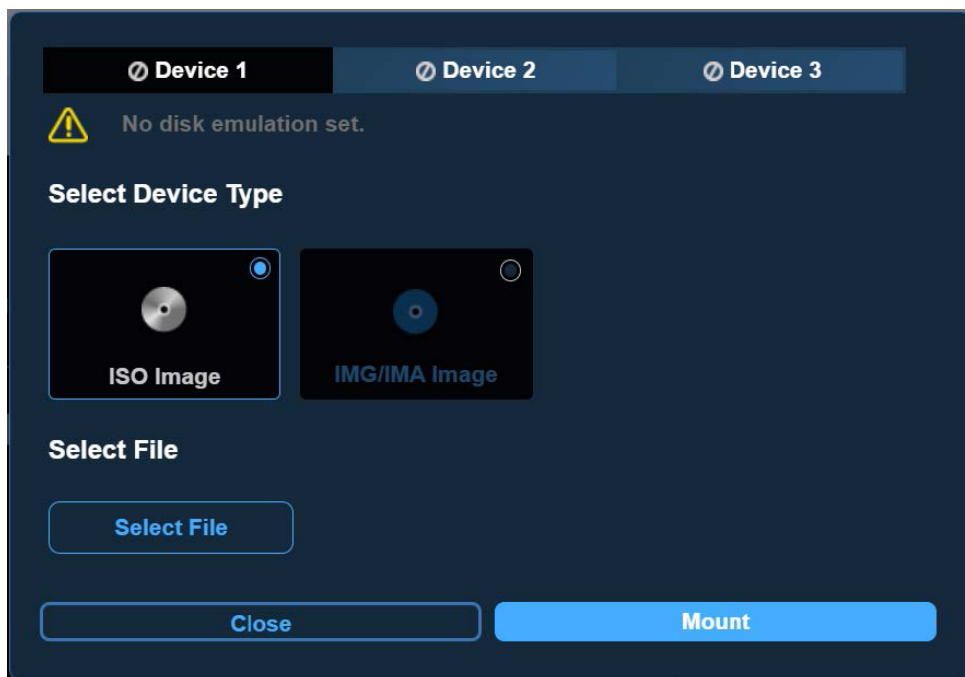 Device 1 Device 2 Device 3
No disk emulation set.
Select Device Type
ISO Image IMG/IMA Image
Select File
Select File
Close Mount